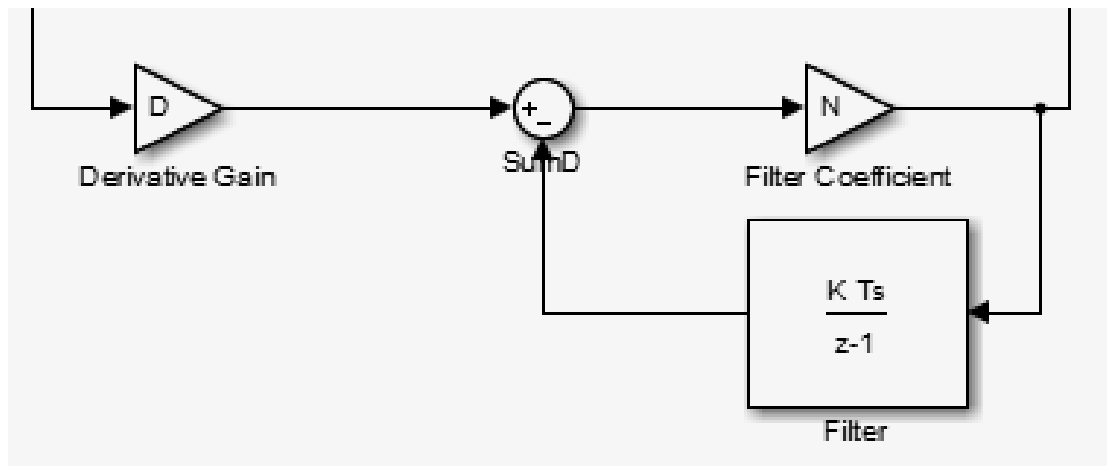 D
+
−
N
Derivative Gain
SumD
Filter Coefficient
K Ts
z-1
Filter